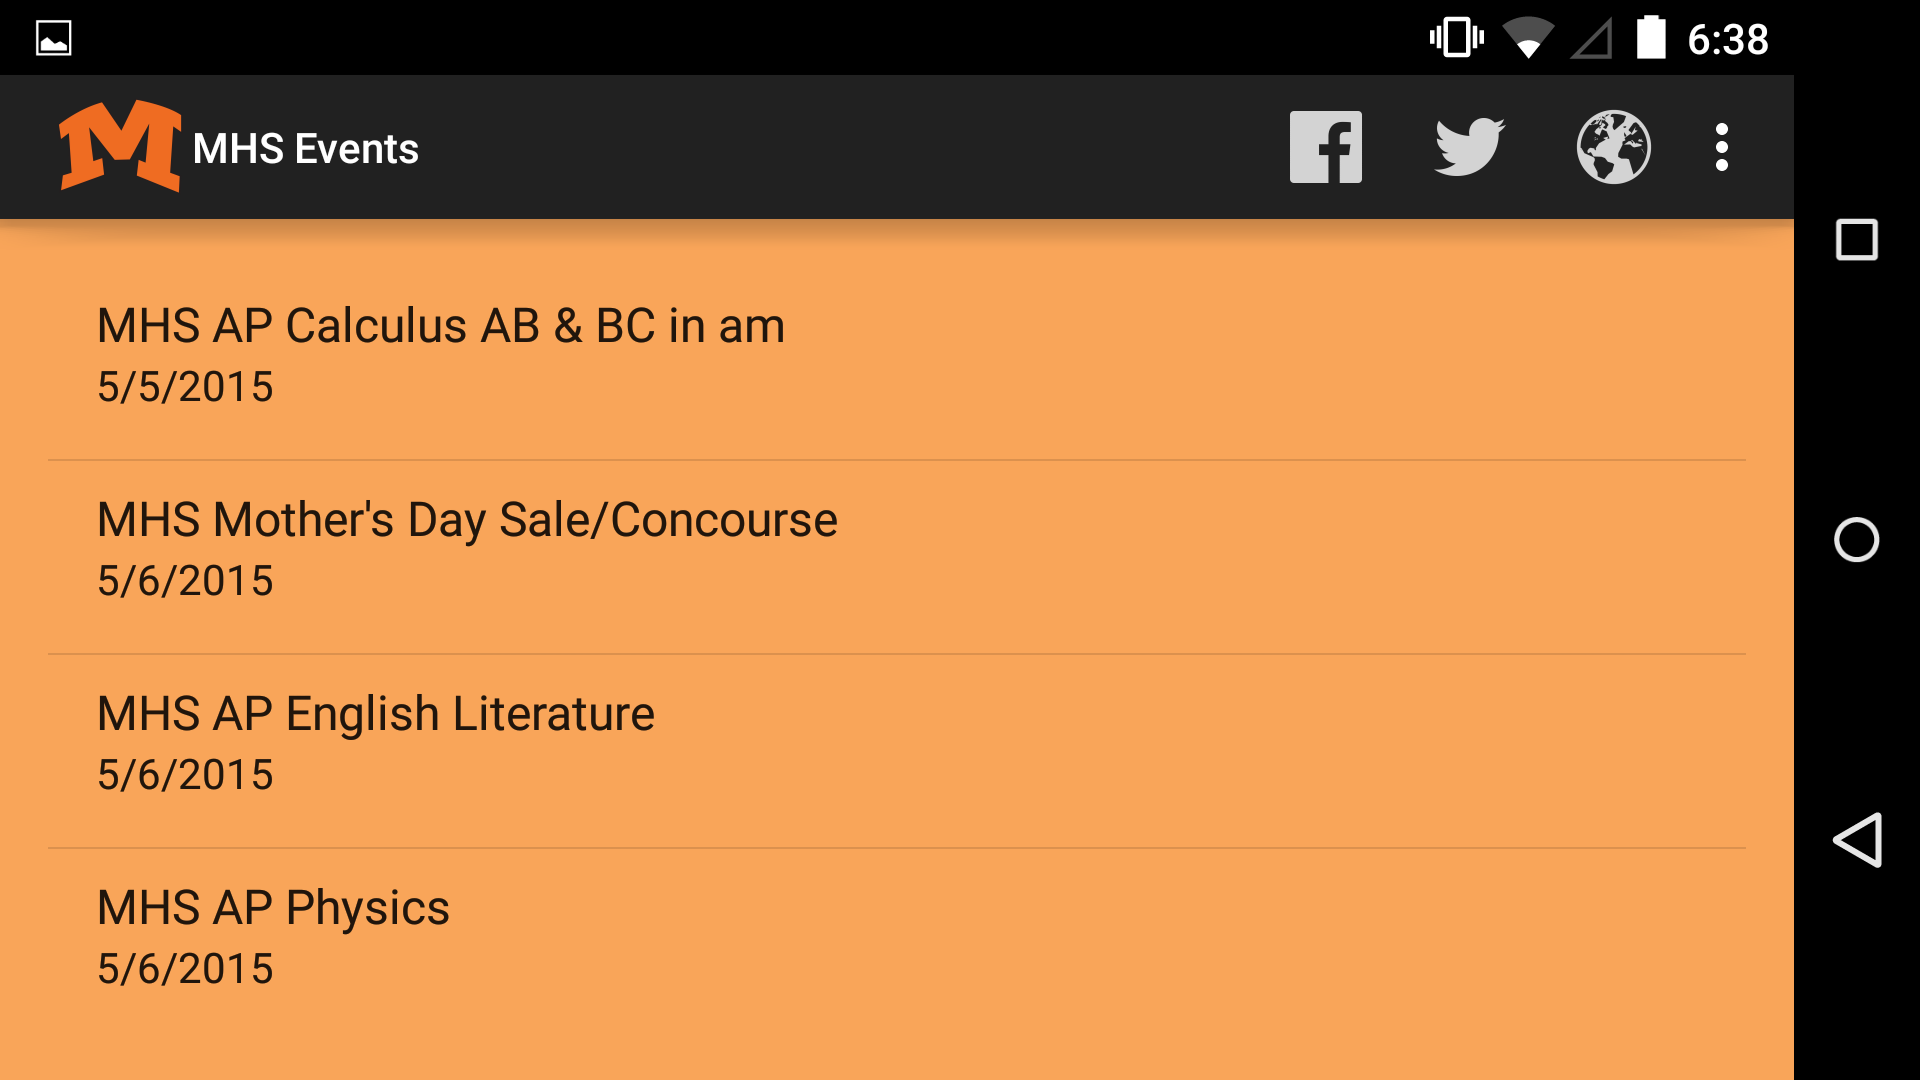 6:38
M MHS Events
MHS AP Calculus AB & BC in am
5/5/2015
MHS Mother's Day Sale/Concourse
5/6/2015
MHS AP English Literature
5/6/2015
MHS AP Physics
5/6/2015